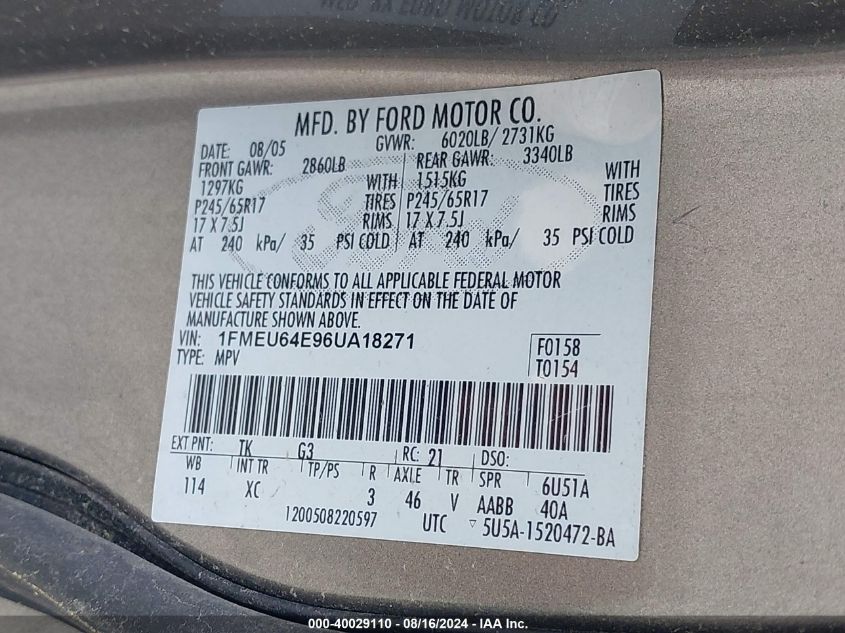 MFD. BY FORD MOTOR CO.
MFD. BY FORD MOTOR CO.
DATE: 08/05 GVWR: 6020LB/ 2731KG
FRONT GAWR: 2860LB REAR GAWR: 3340LB
1297KG WITH 1515KG WITH
P245/65R17 TIRES P245/65R17 TIRES
17 X 7.5J RIMS 17 X 7.5J RIMS
AT 240 kPa/ 35 PSI COLD AT 240 kPa/ 35 PSI COLD
THIS VEHICLE CONFORMS TO ALL APPLICABLE FEDERAL MOTOR
VEHICLE SAFETY STANDARDS IN EFFECT ON THE DATE OF
MANUFACTURE SHOWN ABOVE.
VIN: 1FMEU64E96UA18271 F0158
TYPE: MPV T0154
EXT PNT: TK G3 RC: 21 DSO:
WB INT TR TP/PS R AXLE TR SPR 6U51A
114 XC 3 46 V AABB 40A
1200508220597 UTC ▽ 5U5A-1520472-BA
000-40029110 - 08/16/2024 - IAA Inc.